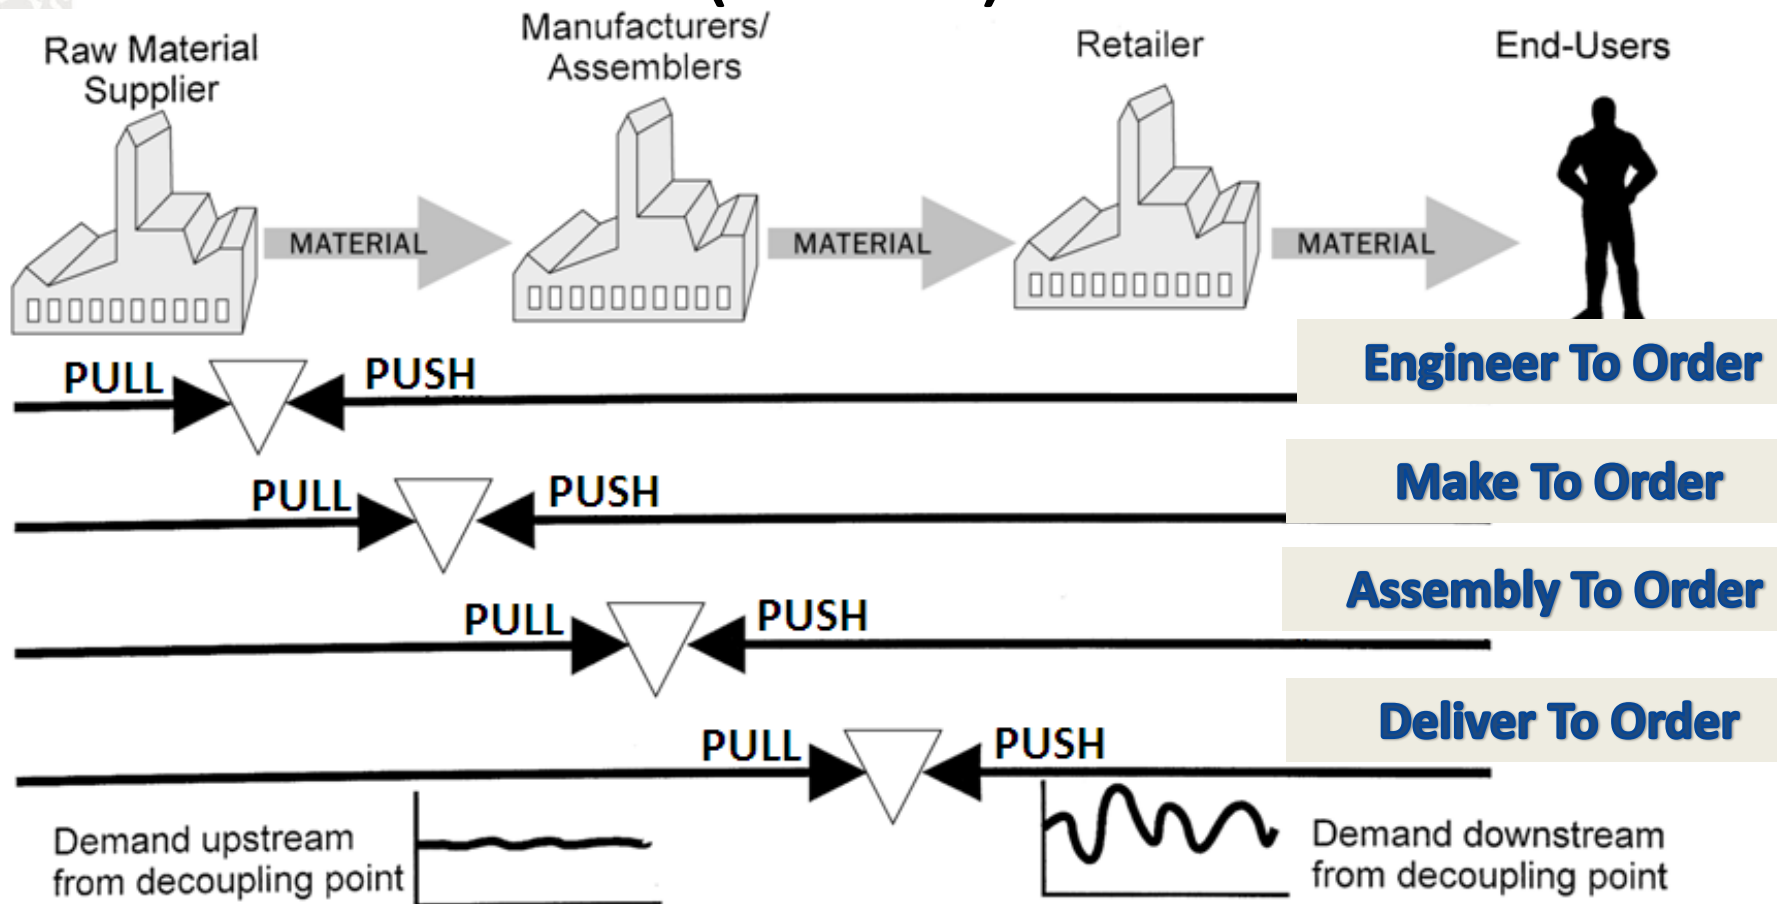 Raw Material
Supplier
Manufacturers/
Assemblers
Retailer
End-Users
MATERIAL
MATERIAL
MATERIAL
PULL
PUSH
Engineer To Order
PULL
PUSH
Make To Order
PULL
PUSH
Assembly To Order
PULL
PUSH
Deliver To Order
Demand upstream
from decoupling point
Demand downstream
from decoupling point